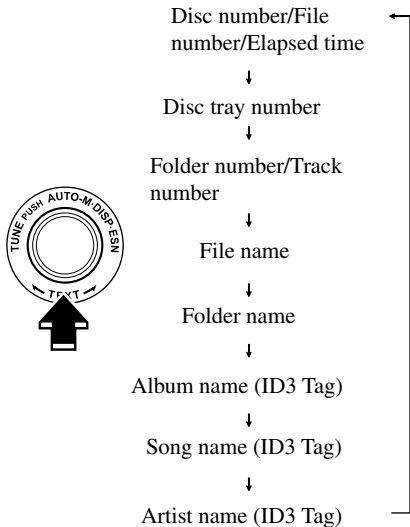 Disc number/File
number/Elapsed time
Disc tray number
Folder number/Track
number
TUNE PUSH AUTO-M·DISP·ESN
TEXT
File name
Folder name
Album name (ID3 Tag)
Song name (ID3 Tag)
Artist name (ID3 Tag)